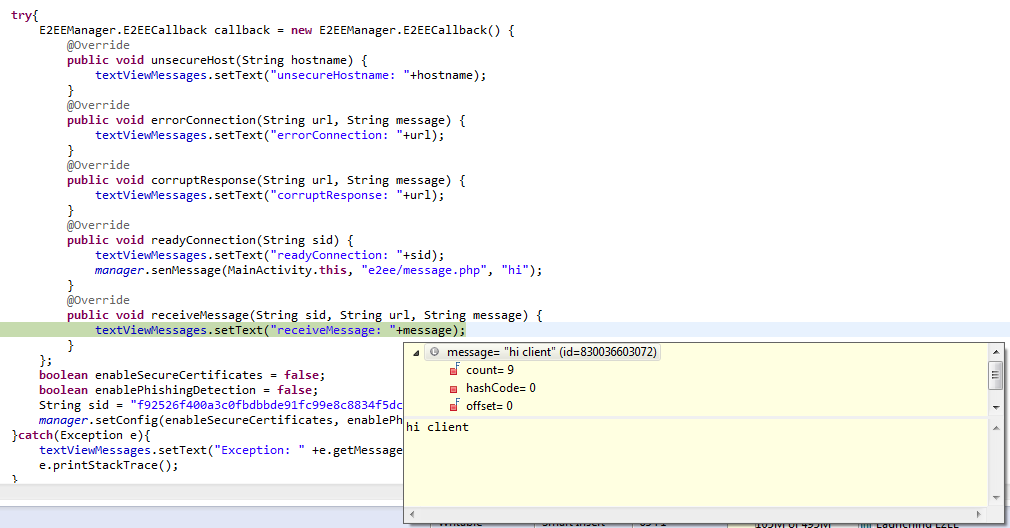 try{
E2EEManager.E2EECallback callback = new E2EEManager.E2EECallback() {
@Override
public void unsecureHost(String hostname) {
textViewMessages.setText("unsecureHostname: "+hostname);
}
@Override
public void errorConnection(String url, String message) {
textViewMessages.setText("errorConnection: "+url);
}
@Override
public void corruptResponse(String url, String message) {
textViewMessages.setText("corruptResponse: "+url);
}
@Override
public void readyConnection(String sid) {
textViewMessages.setText("readyConnection: "+sid);
manager.senMessage(MainActivity.this, "e2ee/message.php", "hi");
}
@Override
public void receiveMessage(String sid, String url, String message) {
textViewMessages.setText("receiveMessage: "+message);
}
};
boolean enableSecureCertificates = false;
boolean enablePhishingDetection = false;
String sid = "f92526f400a3c0fbdbbde91fc99e8c8834f5dc
manager.setConfig(enableSecureCertificates, enablePh
}catch(Exception e){
textViewMessages.setText("Exception: " +e.getMessage
e.printStackTrace();
}
message= "hi client" (id=830036603072)
count= 9
hashCode= 0
offset= 0
hi client